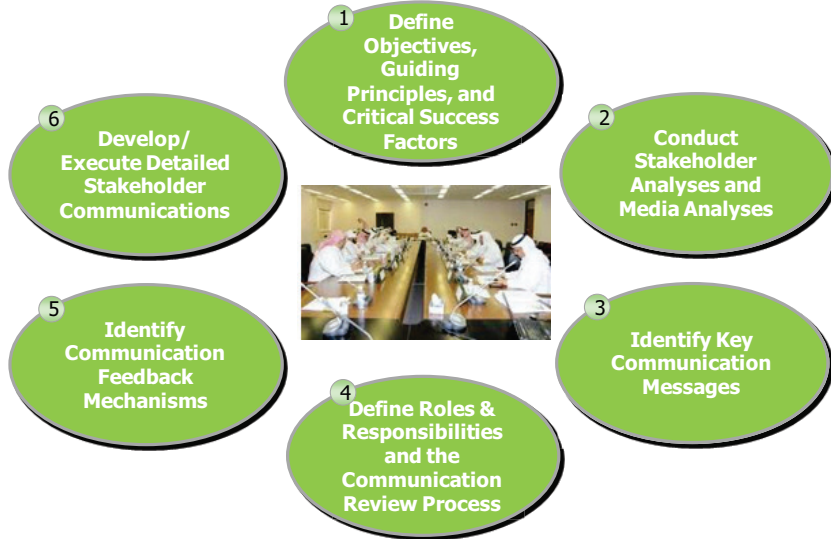 1
Define
Objectives,
Guiding
Principles, and
Critical Success
Factors
2
Conduct
Stakeholder
Analyses and
Media Analyses
3
Identify Key
Communication
Messages
4
Define Roles &
Responsibilities
and the
Communication
Review Process
5
Identify
Communication
Feedback
Mechanisms
6
Develop/
Execute Detailed
Stakeholder
Communications